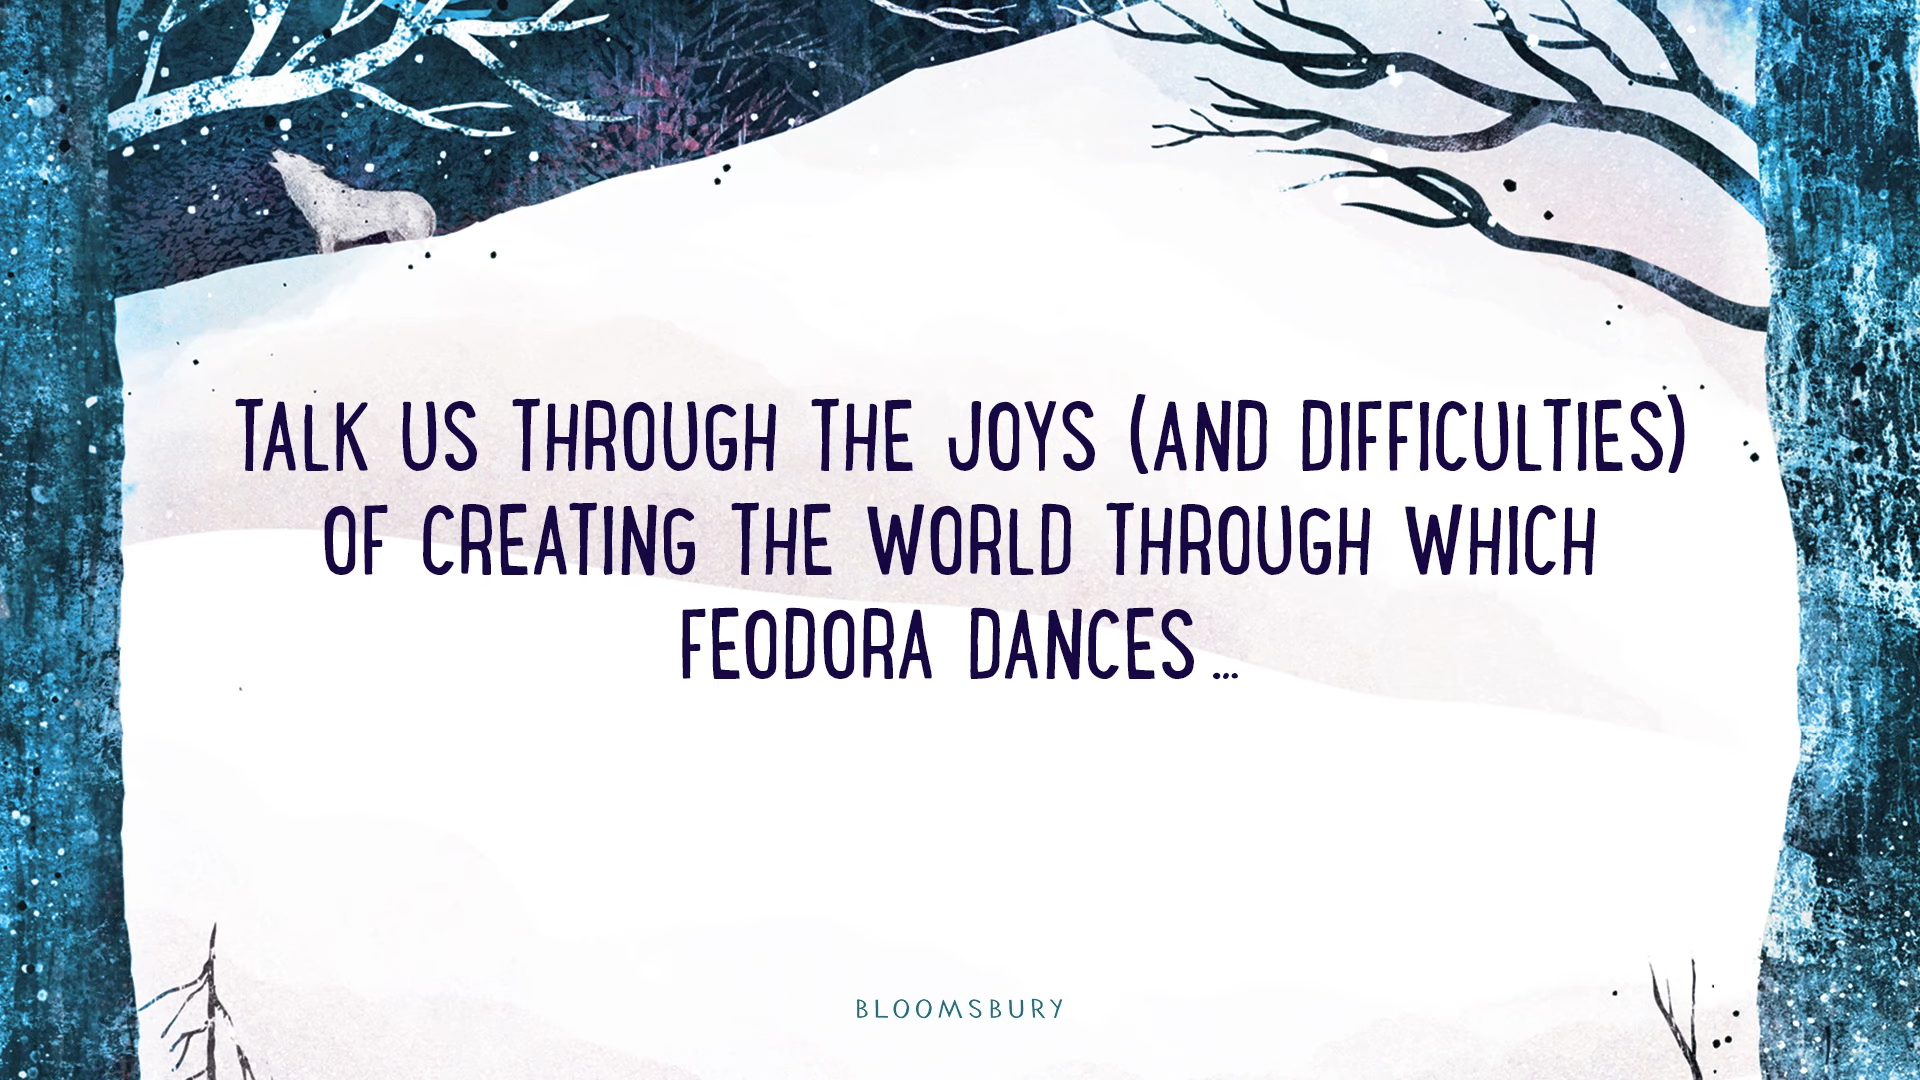 TALK US THROUGH THE JOYS (AND DIFFICULTIES)
OF CREATING THE WORLD THROUGH WHICH
FEODORA DANCES ...
BLOOMSBURY